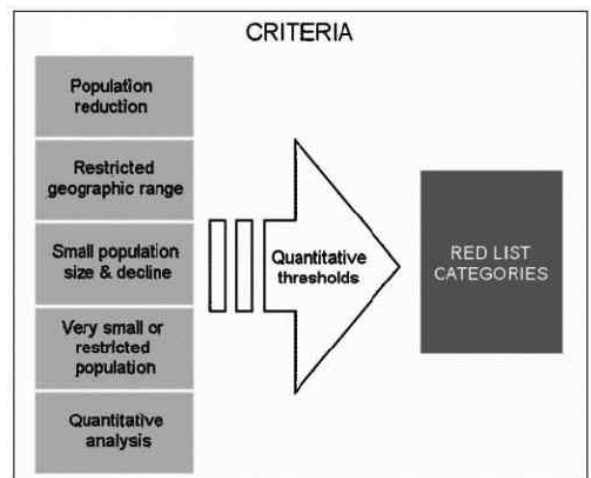 CRITERIA
Population
reduction
Restricted
geographic range
Small population
size & decline
Very small or
restricted
population
Quantitative
analysis
Quantitative
thresholds
RED LIST
CATEGORIES